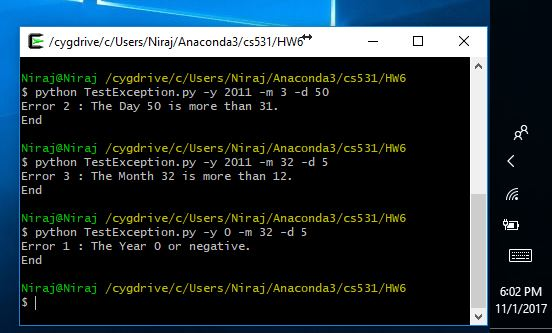 /cygdrive/c/Users/Niraj/Anaconda3/cs531/HW6
Niraj@Niraj /cygdrive/c/Users/Niraj/Anaconda3/cs531/HW6
$ python TestException.py -y 2011 -m 3 -d 50
Error 2 : The Day 50 is more than 31.
End
Niraj@Niraj /cygdrive/c/Users/Niraj/Anaconda3/cs531/HW6
$ python TestException.py -y 2011 -m 32 -d 5
Error 3 : The Month 32 is more than 12.
End
Niraj@Niraj /cygdrive/c/Users/Niraj/Anaconda3/cs531/HW6
$ python TestException.py -y 0 -m 32 -d 5
Error 1 : The Year 0 or negative.
End
Niraj@Niraj /cygdrive/c/Users/Niraj/Anaconda3/cs531/HW6
$
6:02 PM
11/1/2017